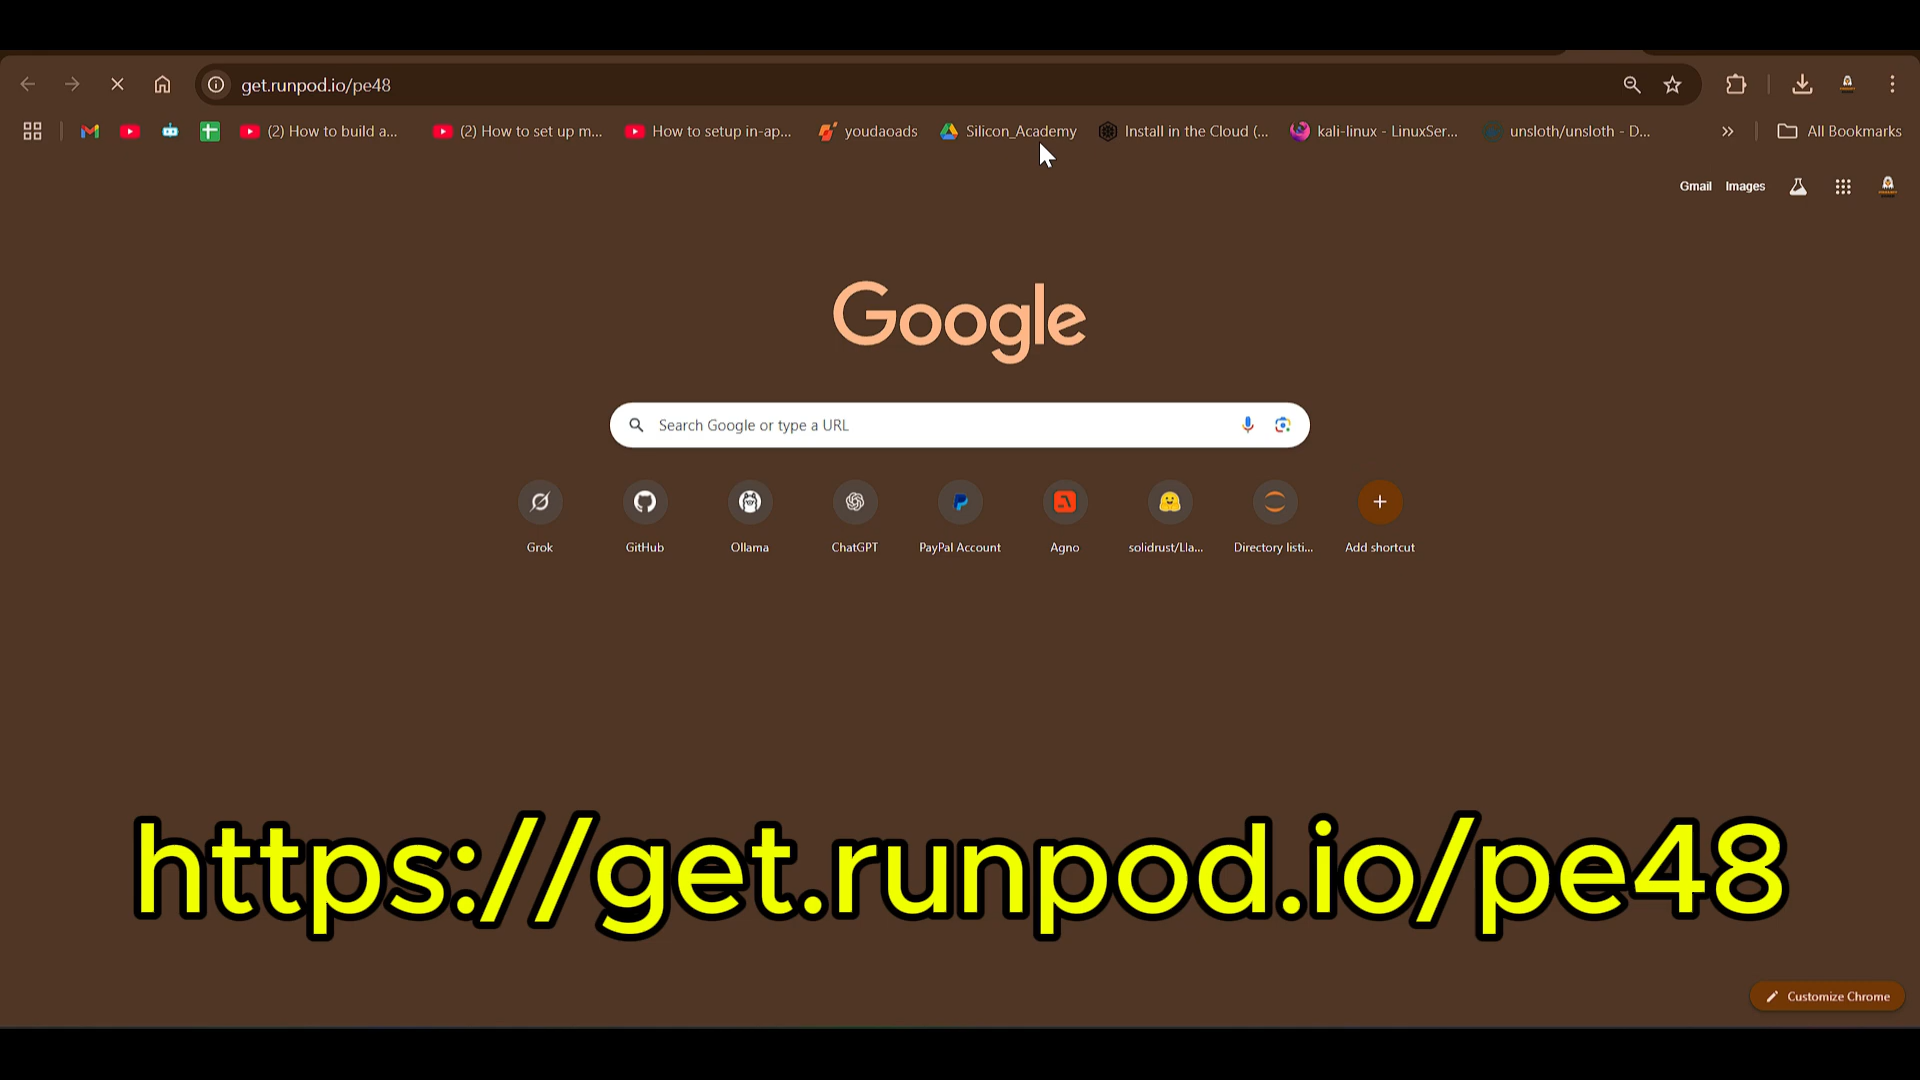 get.runpod.io/pe48
(2) How to build a...
(2) How to set up m...
How to setup in-ap...
youdaoads
Silicon_Academy
Install in the Cloud (...
kali-linux - LinuxSer...
unsloth/unsloth - D...
All Bookmarks
Gmail Images
Google
Search Google or type a URL
Grok
GitHub
Ollama
ChatGPT
PayPal Account
Agno
solidrust/Lla...
Directory listi...
Add shortcut
https://get.runpod.io/pe48
Customize Chrome